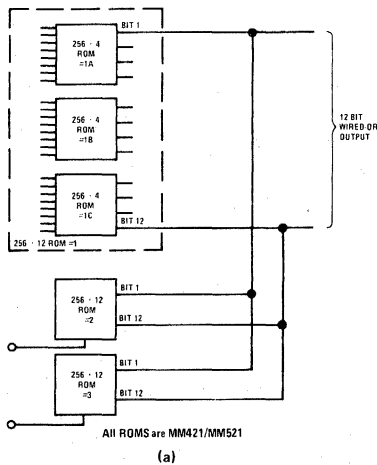 BIT 1
256 · 4
ROM
=1A
256 · 4
ROM
=1B
12 BIT
WIRED-OR
OUTPUT
256 · 4
ROM
=1C
BIT 12
256 · 12 ROM =1
256 · 12
ROM
=2
BIT 1
BIT 12
256 · 12
ROM
=3
BIT 1
BIT 12
All ROMS are MM421/MM521
(a)